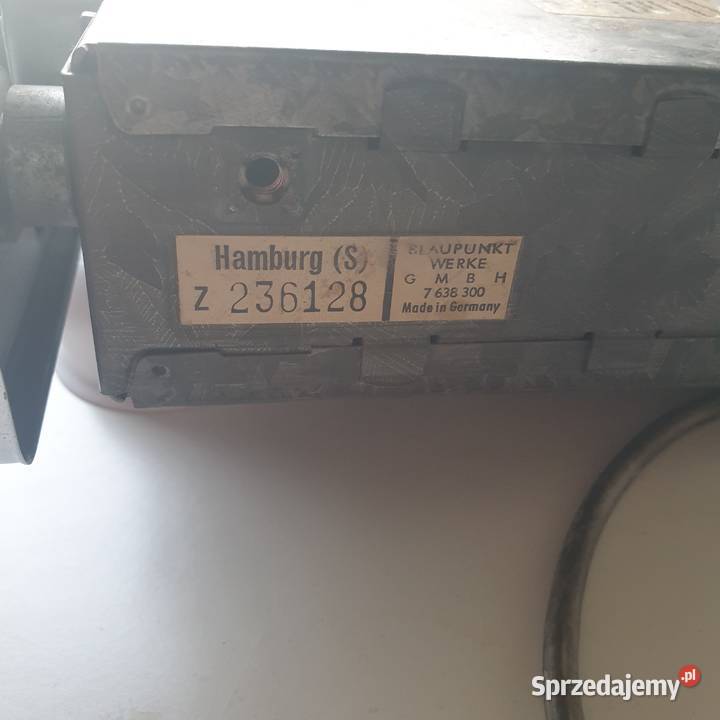 Hamburg (S)
Z 236128
BLAUPUNKT
WERKE
G M B H
7 638 300
Made in Germany
Sprzedajemy.pl